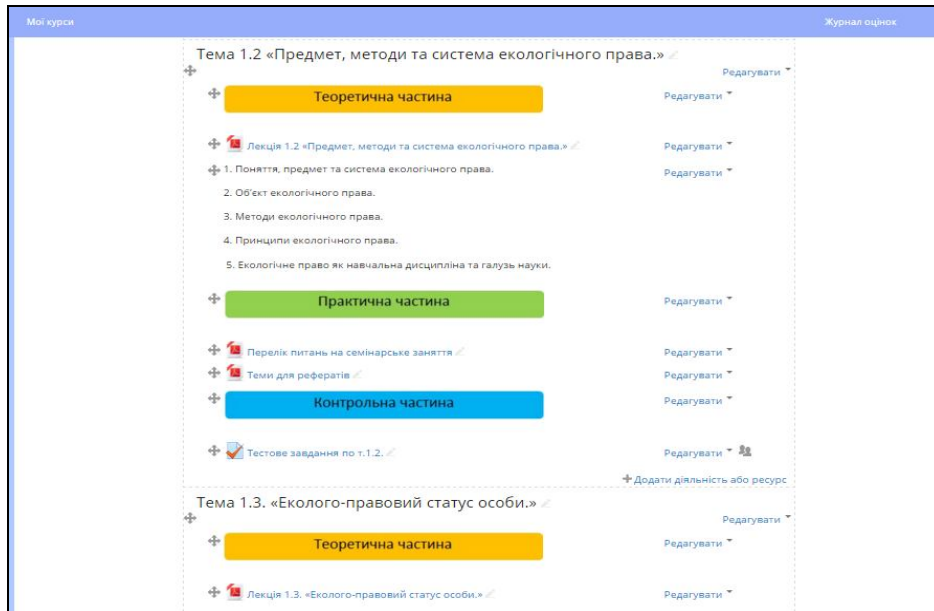 Мої курси Журнал оцінок
Тема 1.2 «Предмет, методи та система екологічного права.»
Редагувати
Теоретична частина Редагувати
Лекція 1.2 «Предмет, методи та система екологічного права.» Редагувати
1. Поняття, предмет та система екологічного права. Редагувати
2. Об'єкт екологічного права.
3. Методи екологічного права.
4. Принципи екологічного права.
5. Екологічне право як навчальна дисципліна та галузь науки.
Практична частина Редагувати
Перелік питань на семінарське заняття Редагувати
Теми для рефератів Редагувати
Контрольна частина Редагувати
Тестове завдання по т.1.2. Редагувати
Додати діяльність або ресурс
Тема 1.3. «Еколого-правовий статус особи.»
Редагувати
Теоретична частина Редагувати
Лекція 1.3. «Еколого-правовий статус особи.» Редагувати